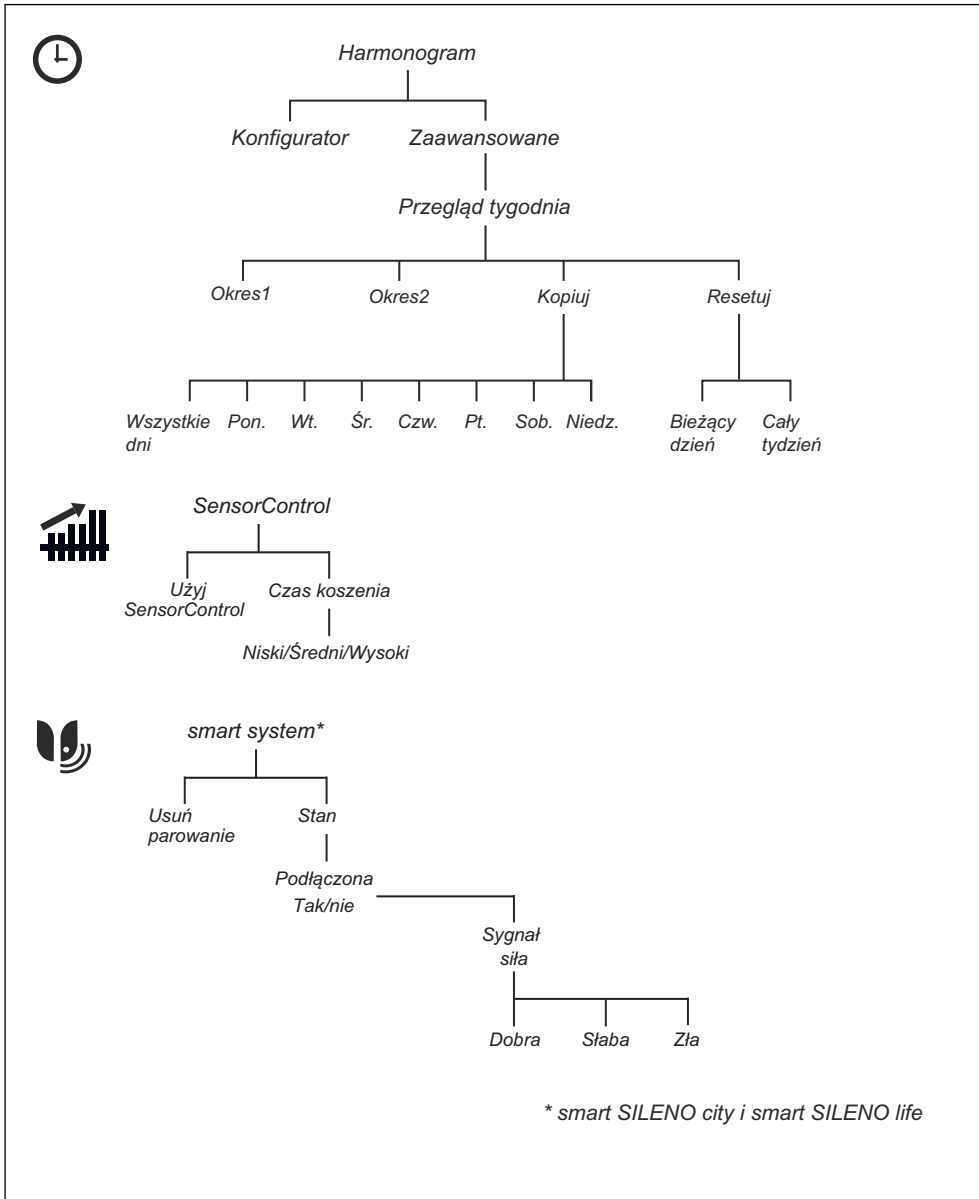 Harmonogram
Konfigurator Zaawansowane
Przegląd tygodnia
Okres1 Okres2 Kopiuj Resetuj
Wszystkie dni Pon. Wt. Śr. Czw. Pt. Sob. Niedz. Bieżący dzień Cały tydzień
SensorControl
Użyj SensorControl Czas koszenia
Niski/Średni/Wysoki
smart system*
Usuń parowanie Stan
Podłączona
Tak/nie
Sygnał
siła
Dobra Słaba Zła
* smart SILENO city i smart SILENO life